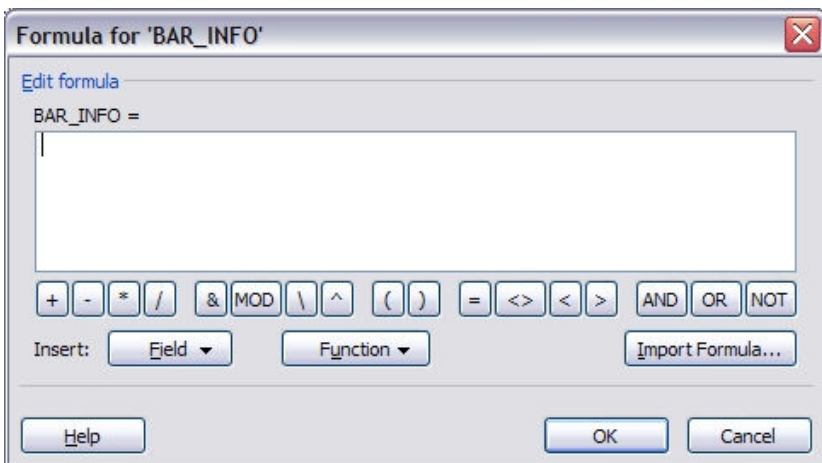 Formula for 'BAR_INFO'
Edit formula
BAR_INFO =
+ - * / & MOD \ ^ ( ) = <> < > AND OR NOT
Insert: Field Function Import Formula...
Help OK Cancel